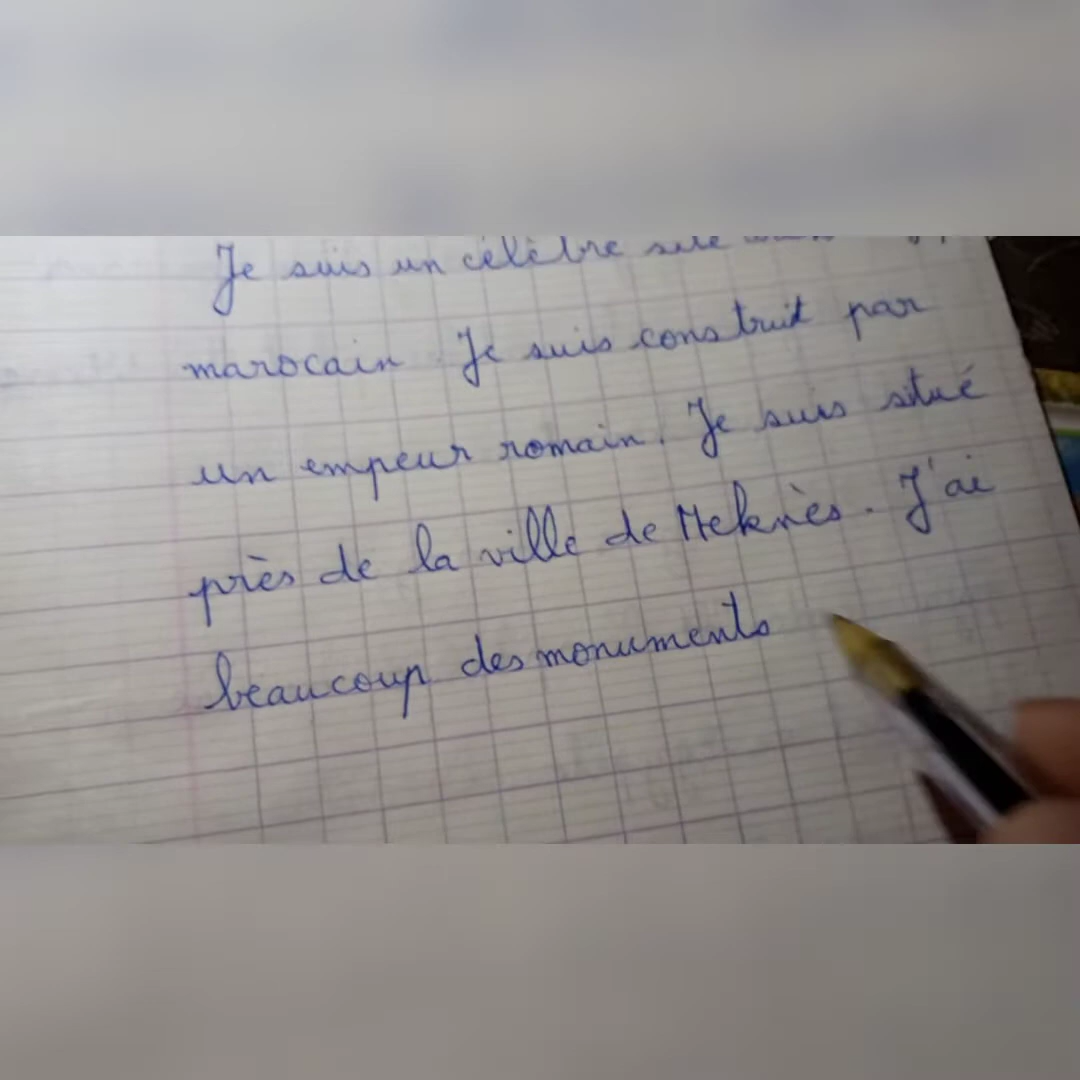 Je suis un célèbre
marocain. Je suis construit par
un empeur romain. Je suis situé
près de la ville de Meknès. J'ai
beaucoup des monuments